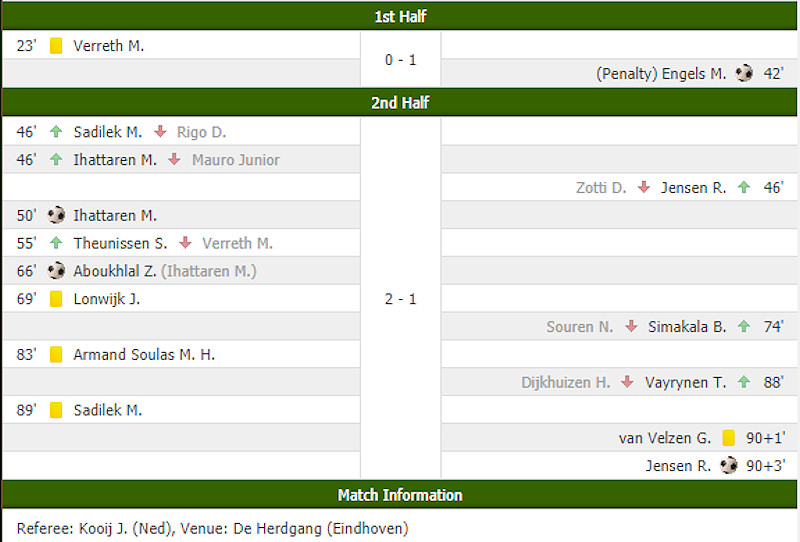 1st Half
23' Verreth M.
0 - 1
(Penalty) Engels M. 42'
2nd Half
46' Sadilek M. Rigo D.
46' Ihattaren M. Mauro Junior
Zotti D. Jensen R. 46'
50' Ihattaren M.
55' Theunissen S. Verreth M.
66' Aboukhlal Z. (Ihattaren M.)
69' Lonwijk J.
2 - 1
Souren N. Simakala B. 74'
83' Armand Soulas M. H.
Dijkhuizen H. Vayrynen T. 88'
89' Sadilek M.
van Velzen G. 90+1'
Jensen R. 90+3'
Match Information
Referee: Kooij J. (Ned), Venue: De Herdgang (Eindhoven)